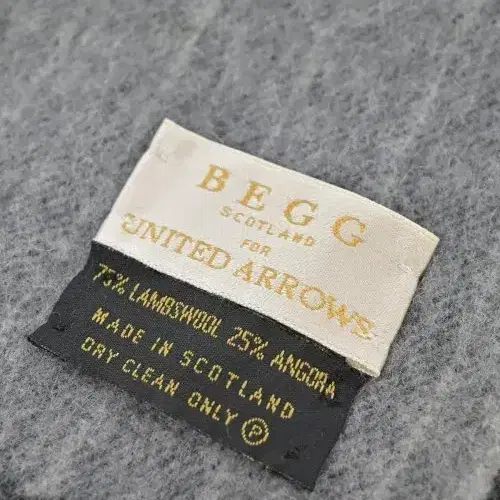 BEGG
SCOTLAND
FOR
UNITED ARROWS
75% LAMBSWOOL 25% ANGORA
MADE IN SCOTLAND
DRY CLEAN ONLY Ⓟ